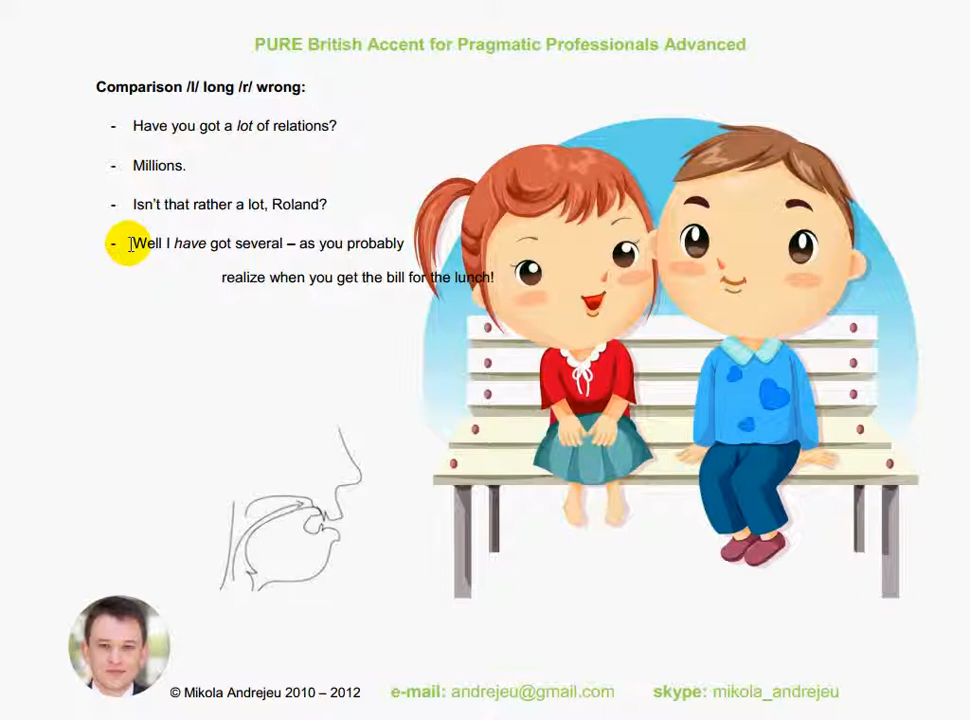 PURE British Accent for Pragmatic Professionals Advanced
Comparison /l/ long /r/ wrong:
- Have you got a lot of relations?
- Millions.
- Isn't that rather a lot, Roland?
- Well I have got several – as you probably
realize when you get the bill for the lunch!
© Mikola Andrejeu 2010 – 2012 e-mail: andrejeu@gmail.com skype: mikola_andrejeu